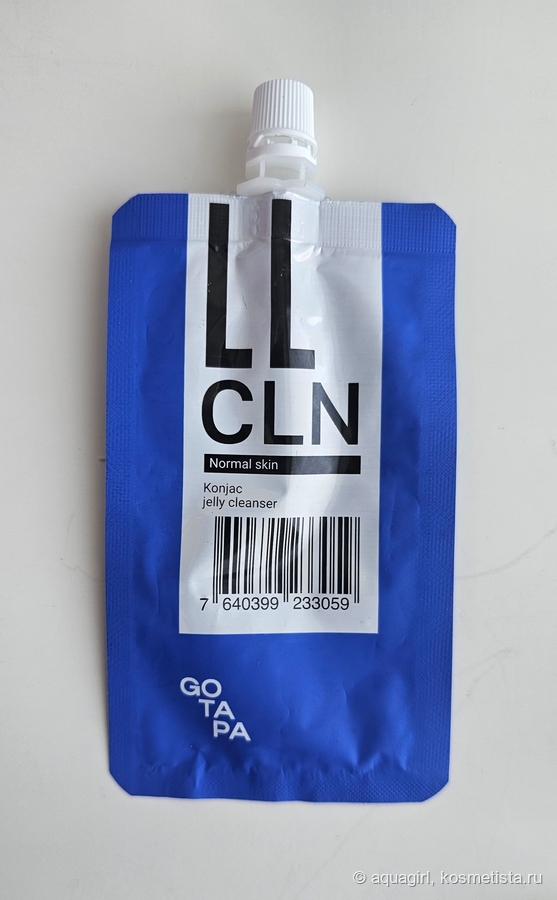 LL
CLN
Normal skin
Konjac
jelly cleanser
7 640399 233059
GO
TA
PA
© aquagirl, kosmetista.ru